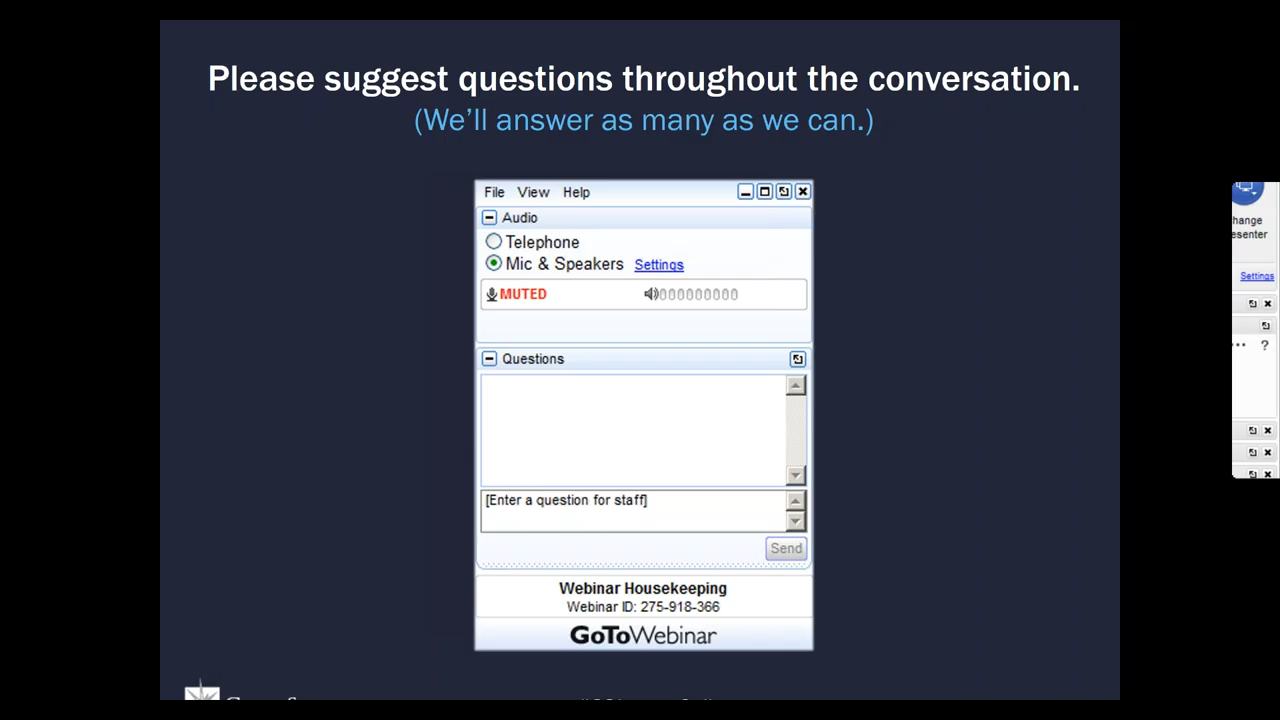 Please suggest questions throughout the conversation.
(We'll answer as many as we can.)
File View Help
Audio
Telephone
Mic & Speakers Settings
MUTED
Questions
[Enter a question for staff]
Send
Webinar Housekeeping
Webinar ID: 275-918-366
GoToWebinar
hange
esenter
Settings
... ?